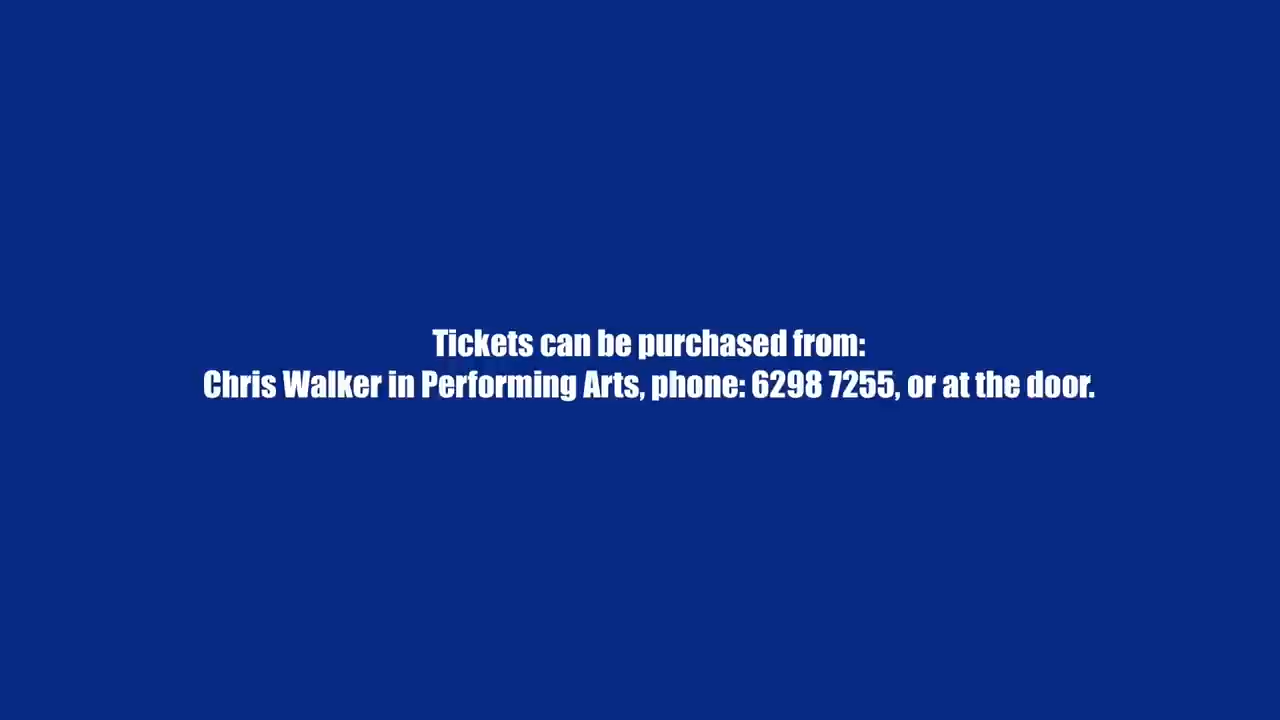 Tickets can be purchased from:
Chris Walker in Performing Arts, phone: 6298 7255, or at the door.